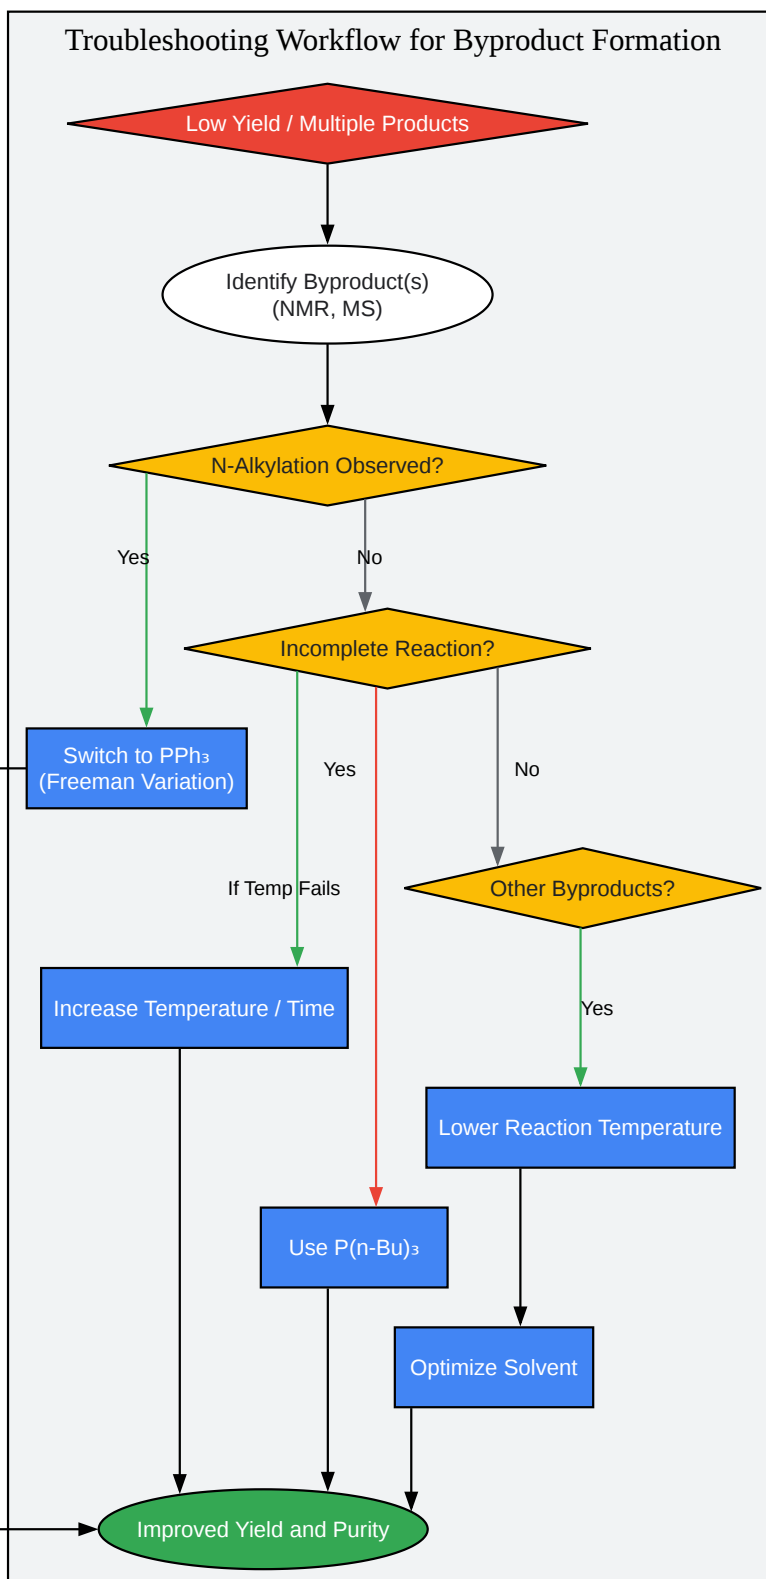 Troubleshooting Workflow for Byproduct Formation
Low Yield / Multiple Products
Identify Byproduct(s)
(NMR, MS)
N-Alkylation Observed?
Yes
No
Incomplete Reaction?
Switch to PPh₃
(Freeman Variation)
Yes
No
If Temp Fails
Other Byproducts?
Increase Temperature / Time
Yes
Lower Reaction Temperature
Use P(n-Bu)₃
Optimize Solvent
Improved Yield and Purity